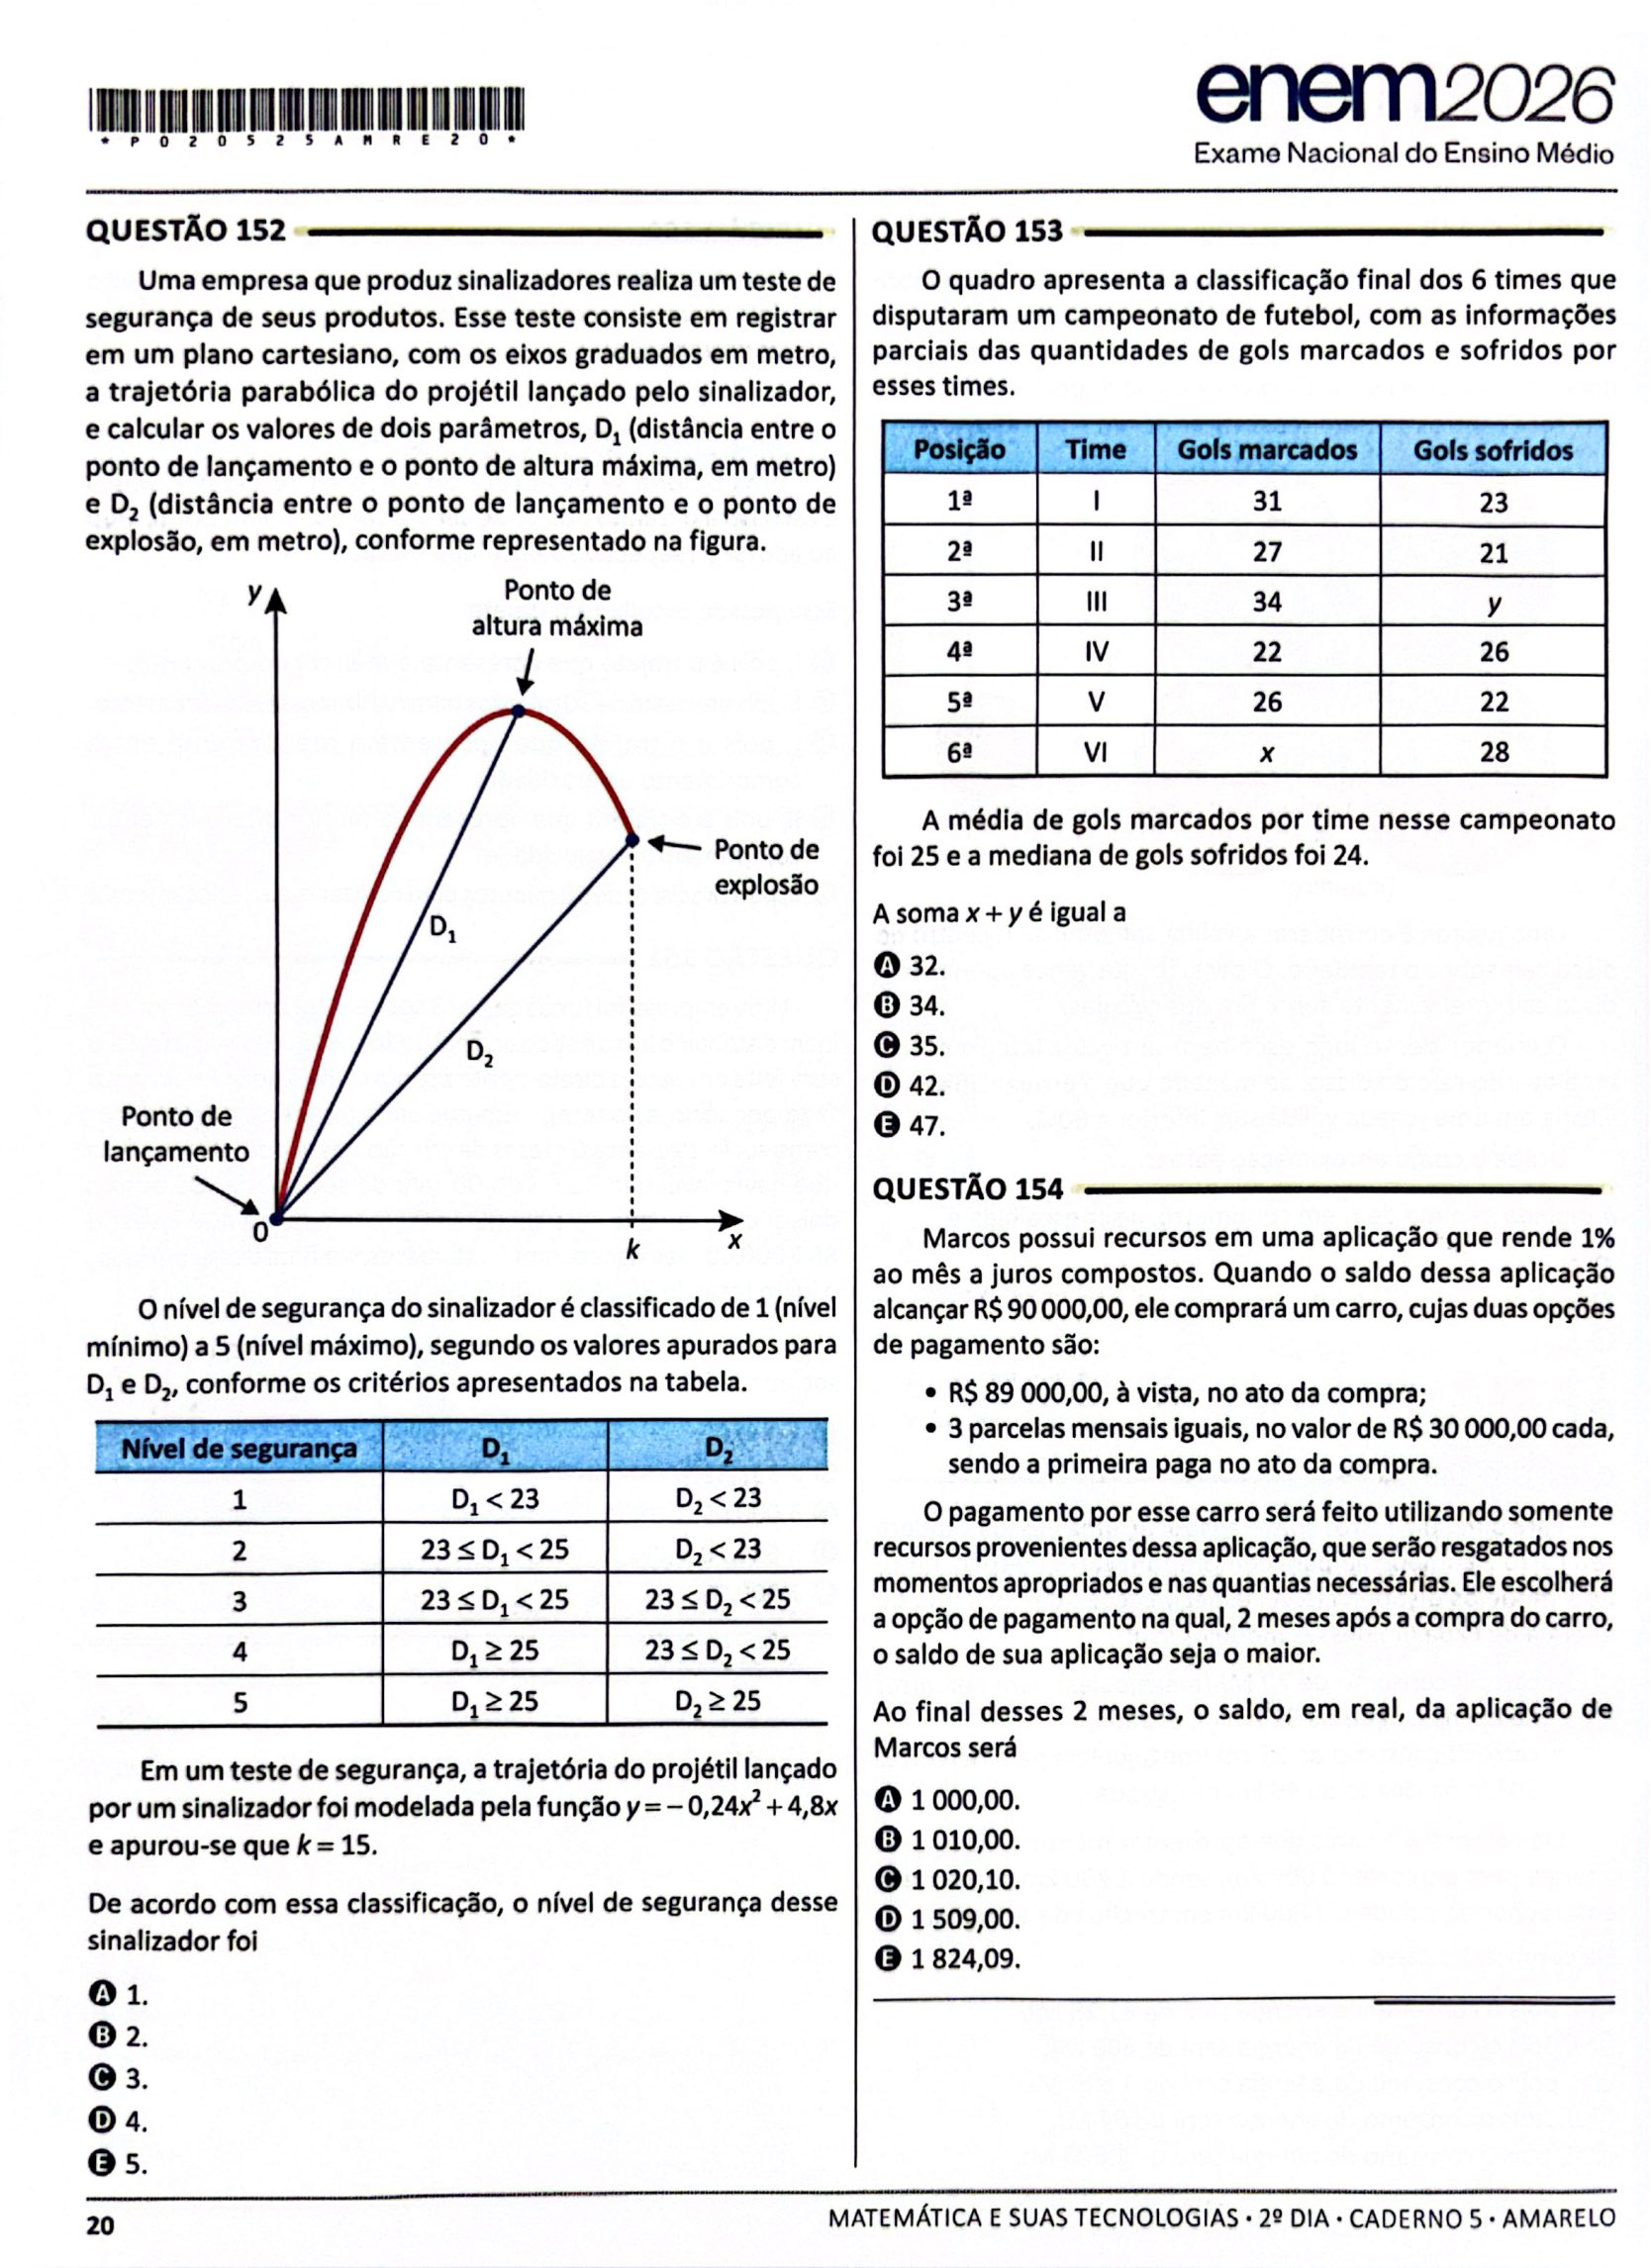 *P020525AMRE20*
enem2026
Exame Nacional do Ensino Médio
QUESTÃO 152
Uma empresa que produz sinalizadores realiza um teste de
segurança de seus produtos. Esse teste consiste em registrar
em um plano cartesiano, com os eixos graduados em metro,
a trajetória parabólica do projétil lançado pelo sinalizador,
e calcular os valores de dois parâmetros, D₁ (distância entre o
ponto de lançamento e o ponto de altura máxima, em metro)
e D₂ (distância entre o ponto de lançamento e o ponto de
explosão, em metro), conforme representado na figura.
y
Ponto de
altura máxima
Ponto de
explosão
D₁
D₂
Ponto de
lançamento
0
k
x
O nível de segurança do sinalizador é classificado de 1 (nível
mínimo) a 5 (nível máximo), segundo os valores apurados para
D₁ e D₂, conforme os critérios apresentados na tabela.
Nível de segurança D₁ D₂
1 D₁ < 23 D₂ < 23
2 23 ≤ D₁ < 25 D₂ < 23
3 23 ≤ D₁ < 25 23 ≤ D₂ < 25
4 D₁ ≥ 25 23 ≤ D₂ < 25
5 D₁ ≥ 25 D₂ ≥ 25
Em um teste de segurança, a trajetória do projétil lançado
por um sinalizador foi modelada pela função y = – 0,24x² + 4,8x
e apurou-se que k = 15.
De acordo com essa classificação, o nível de segurança desse
sinalizador foi
A 1.
B 2.
C 3.
D 4.
E 5.
QUESTÃO 153
O quadro apresenta a classificação final dos 6 times que
disputaram um campeonato de futebol, com as informações
parciais das quantidades de gols marcados e sofridos por
esses times.
Posição Time Gols marcados Gols sofridos
1ª I 31 23
2ª II 27 21
3ª III 34 y
4ª IV 22 26
5ª V 26 22
6ª VI x 28
A média de gols marcados por time nesse campeonato
foi 25 e a mediana de gols sofridos foi 24.
A soma x + y é igual a
A 32.
B 34.
C 35.
D 42.
E 47.
QUESTÃO 154
Marcos possui recursos em uma aplicação que rende 1%
ao mês a juros compostos. Quando o saldo dessa aplicação
alcançar R$ 90 000,00, ele comprará um carro, cujas duas opções
de pagamento são:
• R$ 89 000,00, à vista, no ato da compra;
• 3 parcelas mensais iguais, no valor de R$ 30 000,00 cada,
sendo a primeira paga no ato da compra.
O pagamento por esse carro será feito utilizando somente
recursos provenientes dessa aplicação, que serão resgatados nos
momentos apropriados e nas quantias necessárias. Ele escolherá
a opção de pagamento na qual, 2 meses após a compra do carro,
o saldo de sua aplicação seja o maior.
Ao final desses 2 meses, o saldo, em real, da aplicação de
Marcos será
A 1 000,00.
B 1 010,00.
C 1 020,10.
D 1 509,00.
E 1 824,09.
20
MATEMÁTICA E SUAS TECNOLOGIAS • 2º DIA • CADERNO 5 • AMARELO